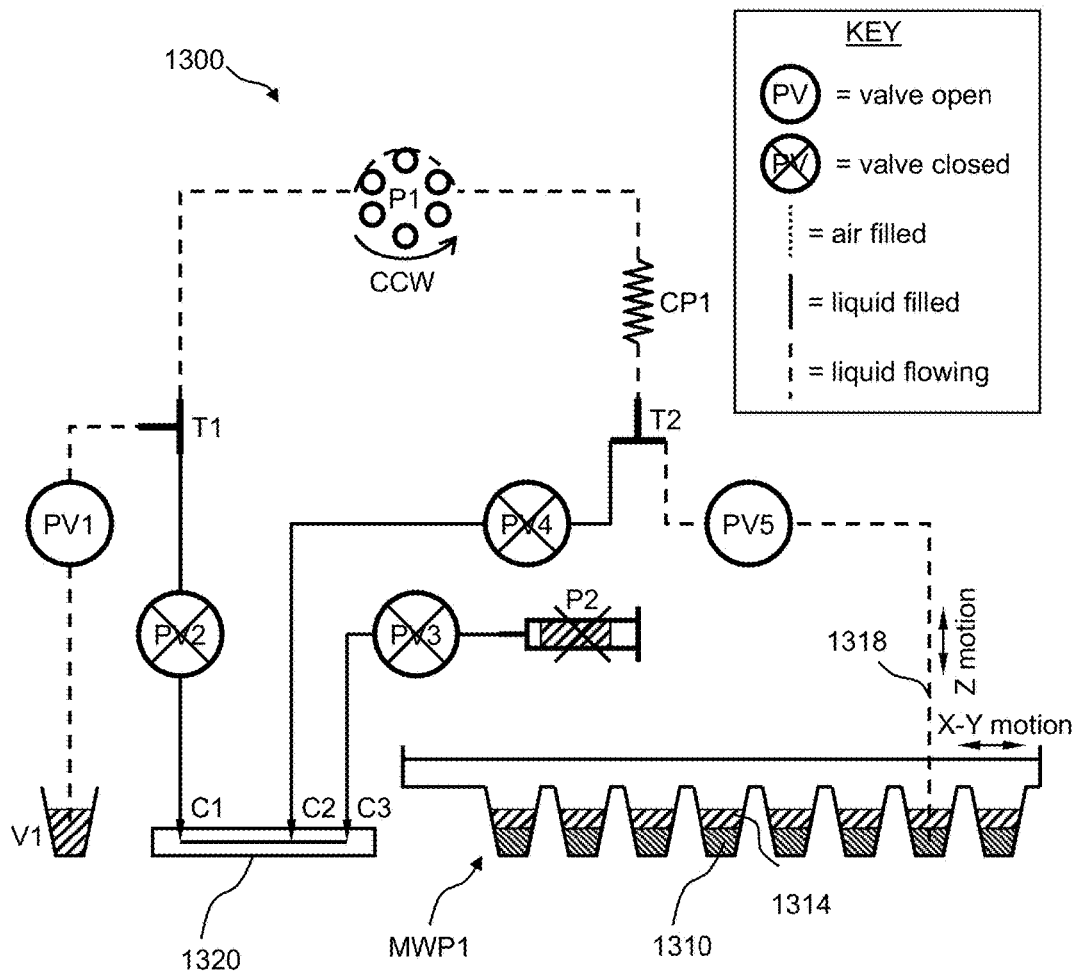 1300
KEY
PV = valve open
PV = valve closed
= air filled
= liquid filled
= liquid flowing
P1
CCW
CP1
T1
T2
PV1
PV4
PV5
P2
PV2
PV3
1318
Z motion
X-Y motion
V1
C1
C2
C3
1314
MWP1
1310
1320